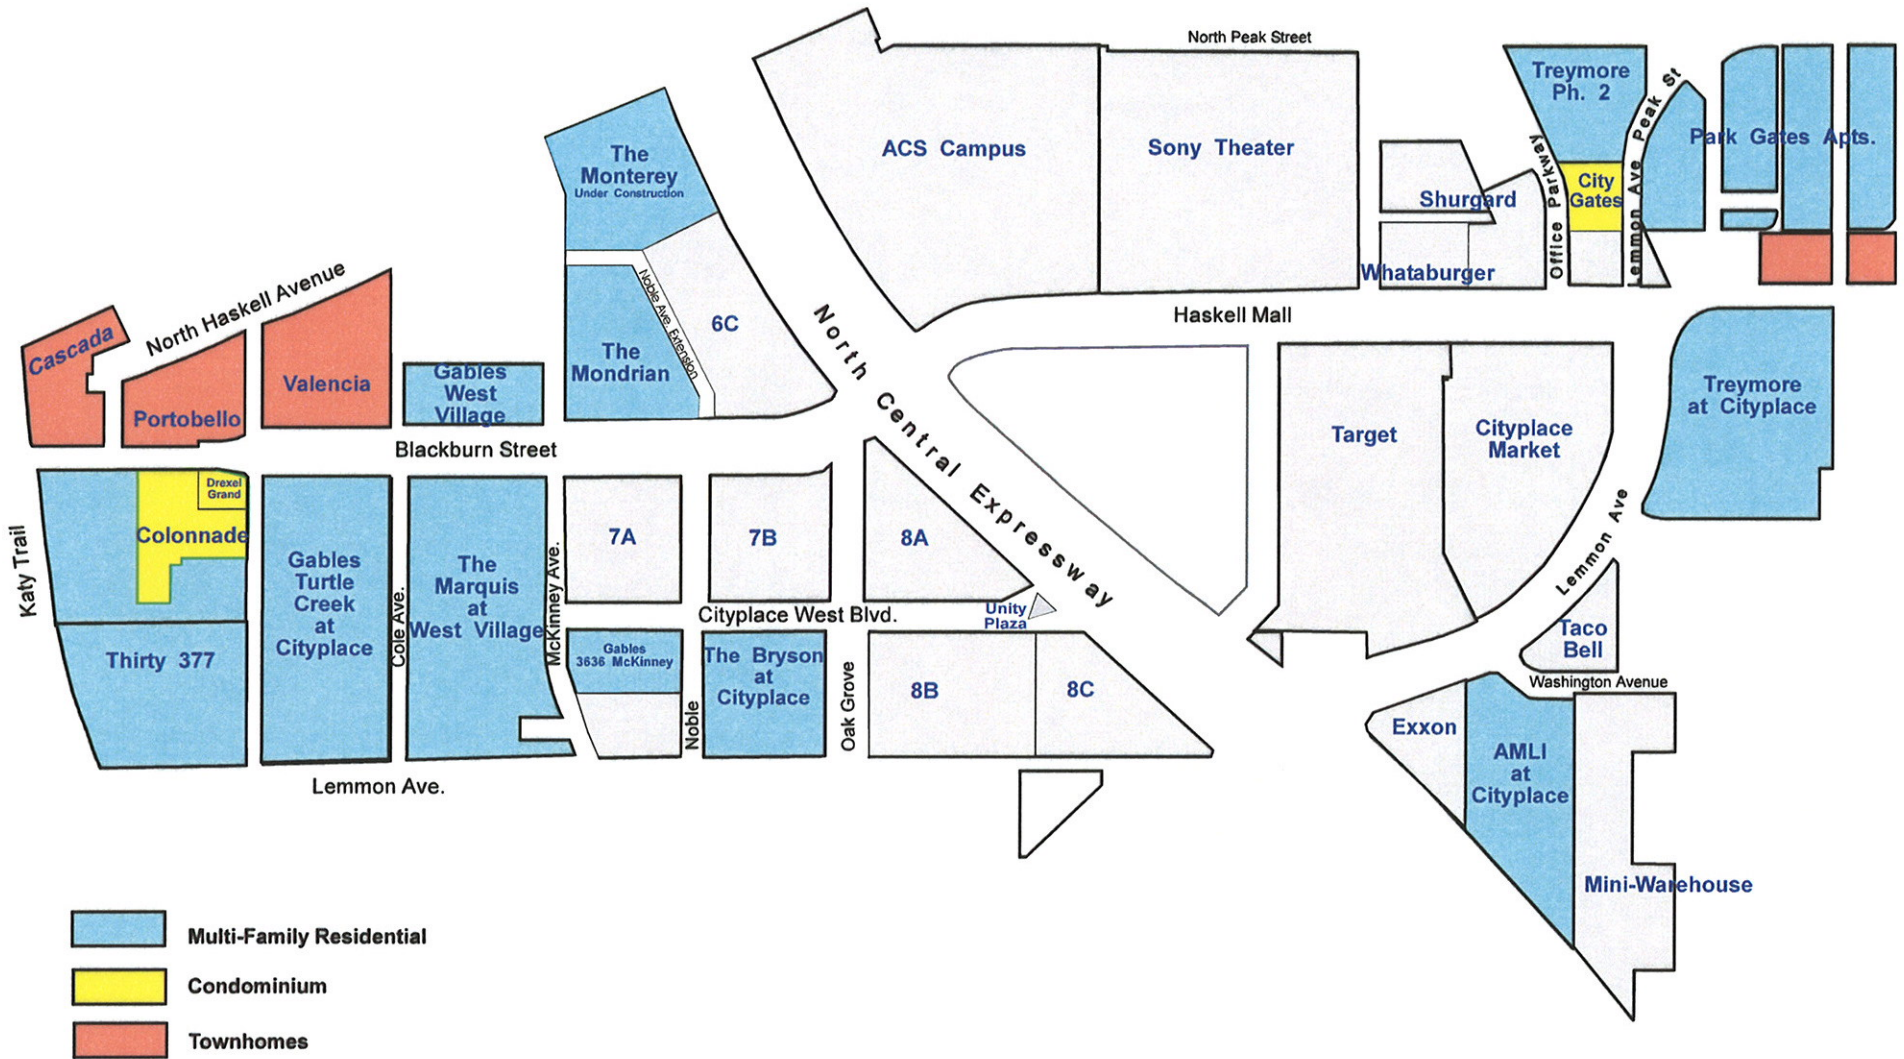 North Peak Street
Treymore
Ph. 2
Lemmon Ave Peak St
Park Gates Apts.
The
Monterey
Under Construction
ACS Campus
Sony Theater
Shurgard
Office Parkway
City
Gates
Whataburger
North Haskell Avenue
Cascada
Portobello
Valencia
Gables
West
Village
The
Mondrian
Noble Ave. Extension
6C
Haskell Mall
North Central Expressway
Target
Cityplace
Market
Treymore
at Cityplace
Blackburn Street
Katy Trail
Drexel
Grand
Colonnade
Gables
Turtle
Creek
at
Cityplace
Cole Ave.
The
Marquis
at
West Village
McKinney Ave.
7A
7B
8A
Lemmon Ave
Cityplace West Blvd.
Unity
Plaza
Thirty 377
Gables
3636 McKinney
Noble
The Bryson
at
Cityplace
Oak Grove
8B
8C
Taco
Bell
Washington Avenue
Exxon
AMLI
at
Cityplace
Mini-Warehouse
Lemmon Ave.
Multi-Family Residential
Condominium
Townhomes